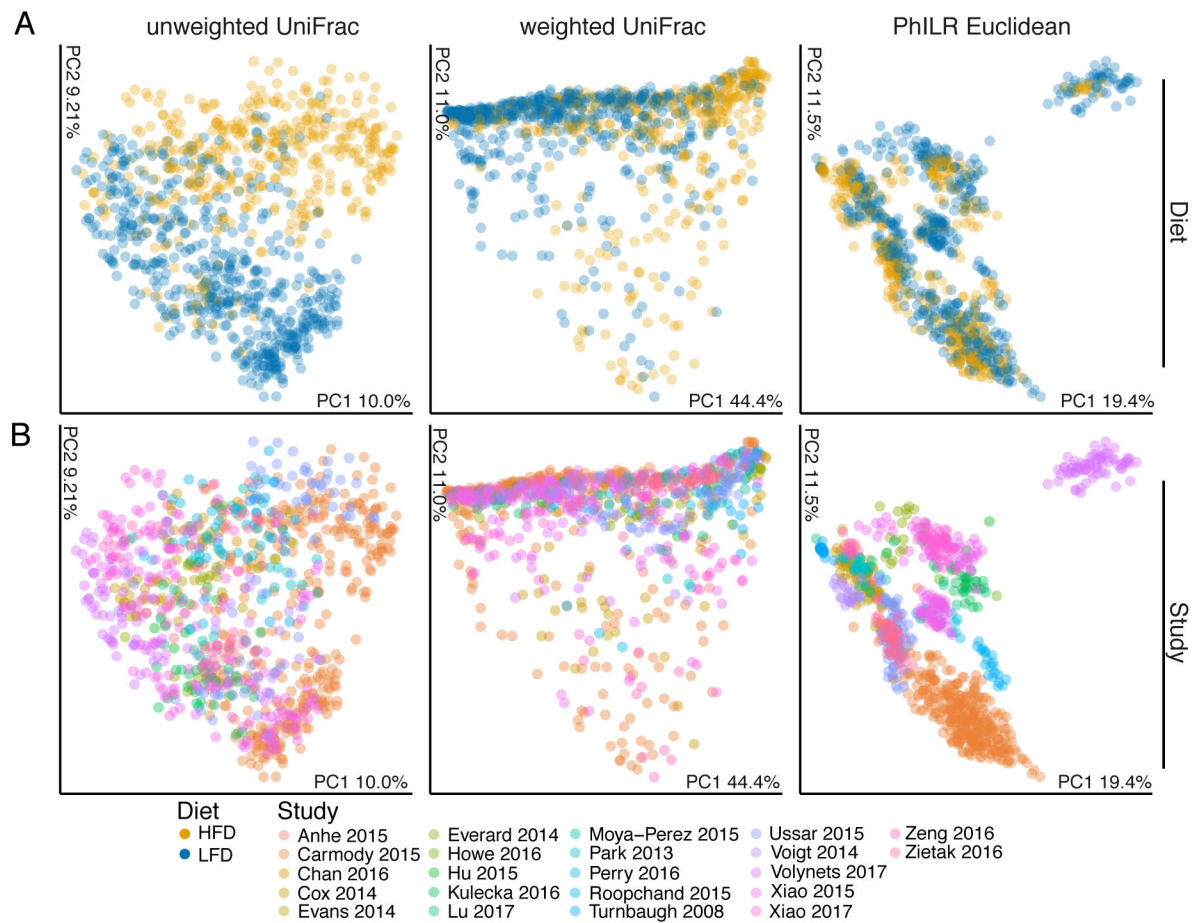 A
unweighted UniFrac
weighted UniFrac
PhILR Euclidean
PC2 9.21%
PC2 11.0%
PC2 11.5%
Diet
PC1 10.0%
PC1 44.4%
PC1 19.4%
B
PC2 9.21%
PC2 11.0%
PC2 11.5%
Study
PC1 10.0%
PC1 44.4%
PC1 19.4%
Diet
HFD
LFD
Study
Anhe 2015
Carmody 2015
Chan 2016
Cox 2014
Evans 2014
Everard 2014
Howe 2016
Hu 2015
Kulecka 2016
Lu 2017
Moya−Perez 2015
Park 2013
Perry 2016
Roopchand 2015
Turnbaugh 2008
Ussar 2015
Voigt 2014
Volynets 2017
Xiao 2015
Xiao 2017
Zeng 2016
Zietak 2016